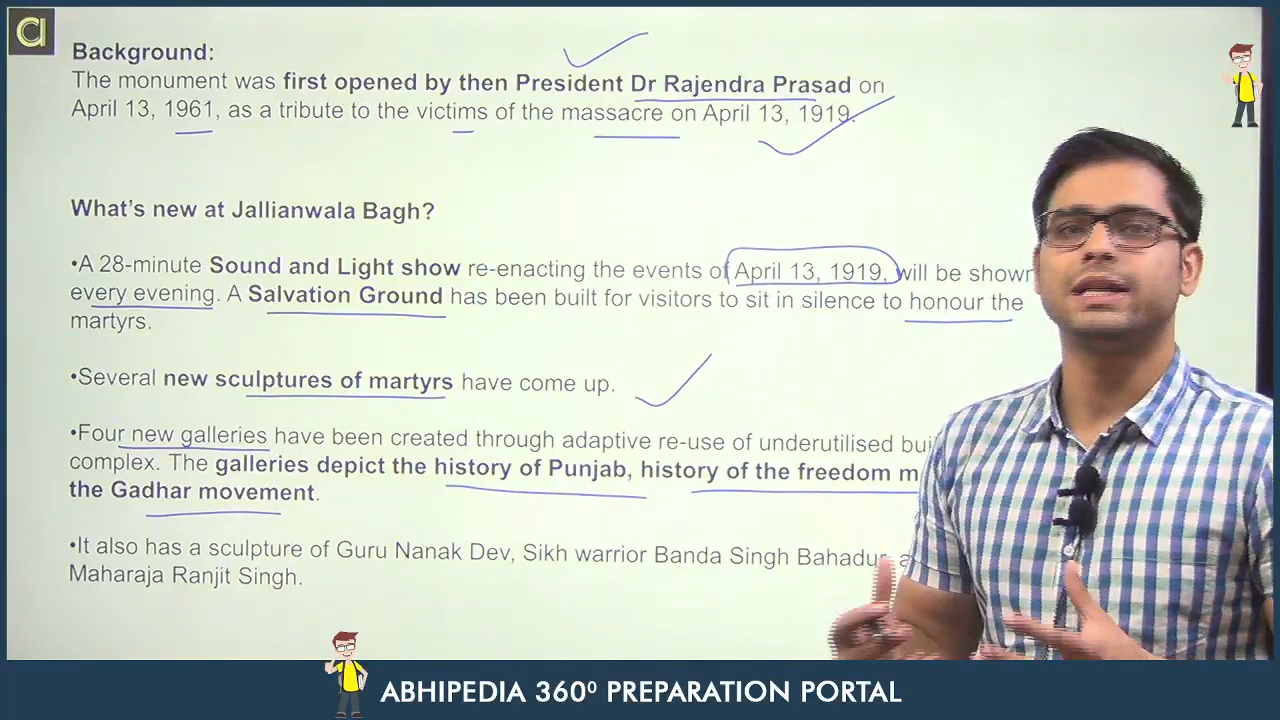 Background:
The monument was first opened by then President Dr Rajendra Prasad on
April 13, 1961, as a tribute to the victims of the massacre on April 13, 1919.
What's new at Jallianwala Bagh?
•A 28-minute Sound and Light show re-enacting the events of April 13, 1919, will be shown
every evening. A Salvation Ground has been built for visitors to sit in silence to honour the
martyrs.
•Several new sculptures of martyrs have come up.
•Four new galleries have been created through adaptive re-use of underutilised
complex. The galleries depict the history of Punjab, history of the freedom
the Gadhar movement.
•It also has a sculpture of Guru Nanak Dev, Sikh warrior Banda Singh Bahadur,
Maharaja Ranjit Singh.
ABHIPEDIA 360⁰ PREPARATION PORTAL